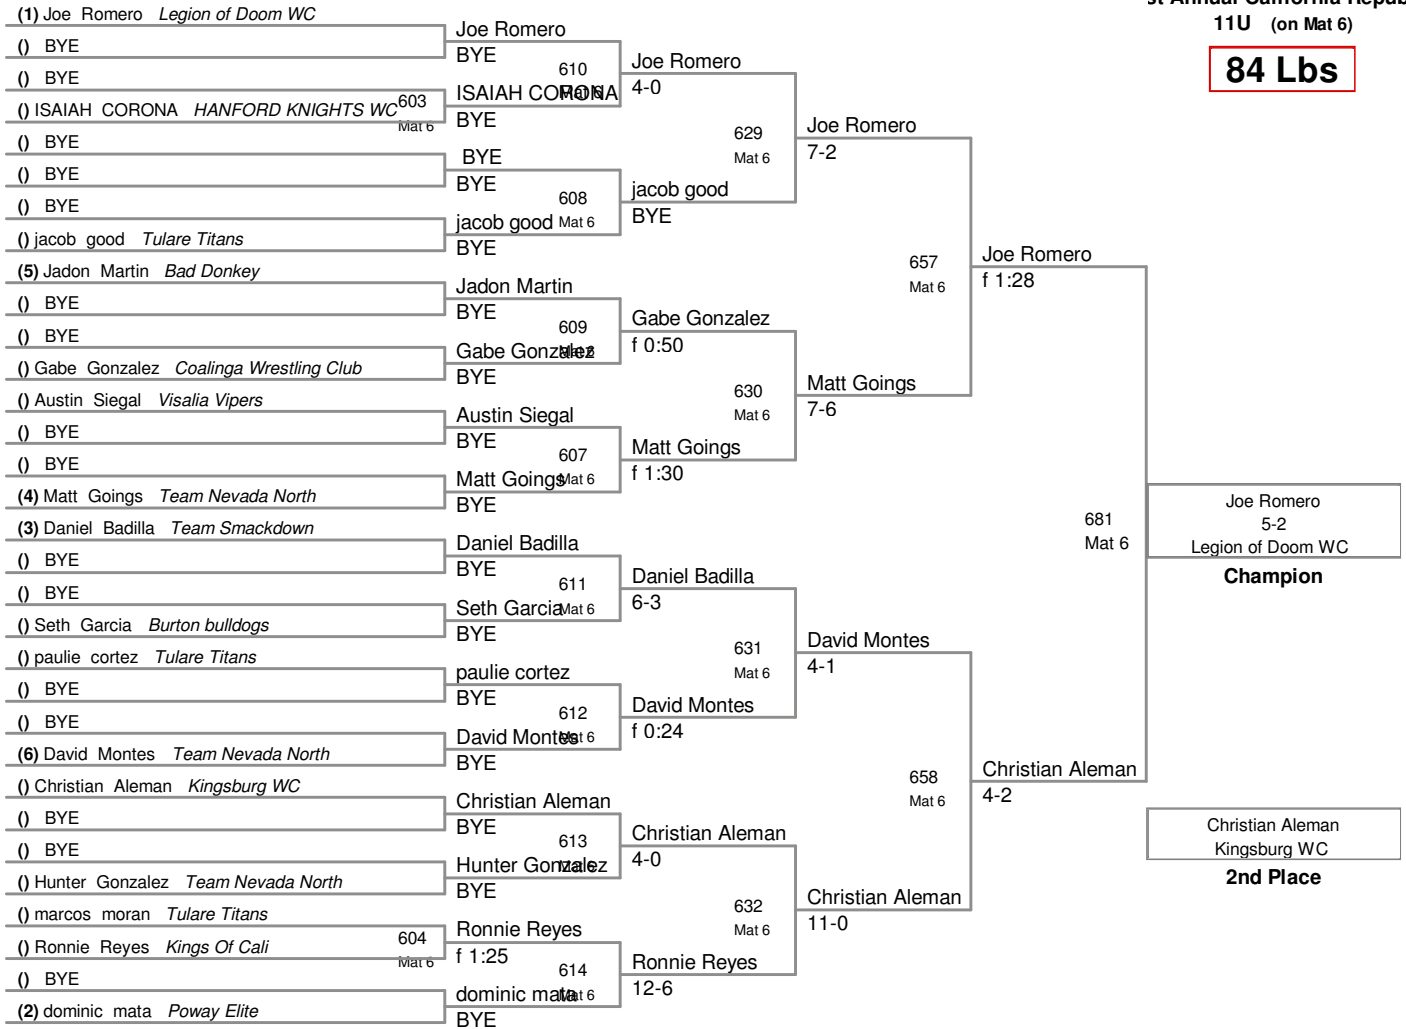 st Annual California Repub
11U (on Mat 6)
84 Lbs
(1) Joe Romero Legion of Doom WC
() BYE
() BYE
() ISAIAH CORONA HANFORD KNIGHTS WC
() BYE
() BYE
() BYE
() jacob good Tulare Titans
(5) Jadon Martin Bad Donkey
() BYE
() BYE
() Gabe Gonzalez Coalinga Wrestling Club
() Austin Siegal Visalia Vipers
() BYE
() BYE
(4) Matt Goings Team Nevada North
(3) Daniel Badilla Team Smackdown
() BYE
() BYE
() Seth Garcia Burton bulldogs
() paulie cortez Tulare Titans
() BYE
() BYE
(6) David Montes Team Nevada North
() Christian Aleman Kingsburg WC
() BYE
() BYE
() Hunter Gonzalez Team Nevada North
() marcos moran Tulare Titans
() Ronnie Reyes Kings Of Cali
() BYE
(2) dominic mata Poway Elite
603
Mat 6
604
Mat 6
Joe Romero
BYE
610
Mat 6
ISAIAH CORONA
BYE
BYE
BYE
608
jacob good Mat 6
BYE
Jadon Martin
BYE
609
Mat 6
Gabe Gonzalez
BYE
Austin Siegal
BYE
607
Matt Goings Mat 6
BYE
Daniel Badilla
BYE
611
Seth Garcia Mat 6
BYE
paulie cortez
BYE
612
David Montes Mat 6
BYE
Christian Aleman
BYE
613
Mat 6
Hunter Gonzalez
BYE
Ronnie Reyes
f 1:25
614
dominic mata Mat 6
BYE
Joe Romero
4-0
629
Mat 6
jacob good
BYE
Gabe Gonzalez
f 0:50
630
Mat 6
Matt Goings
f 1:30
Daniel Badilla
6-3
631
Mat 6
David Montes
f 0:24
Christian Aleman
4-0
632
Mat 6
Ronnie Reyes
12-6
Joe Romero
7-2
657
Mat 6
Matt Goings
7-6
David Montes
4-1
658
Mat 6
Christian Aleman
11-0
Joe Romero
f 1:28
681
Mat 6
Christian Aleman
4-2
Joe Romero
5-2
Legion of Doom WC
Champion
Christian Aleman
Kingsburg WC
2nd Place